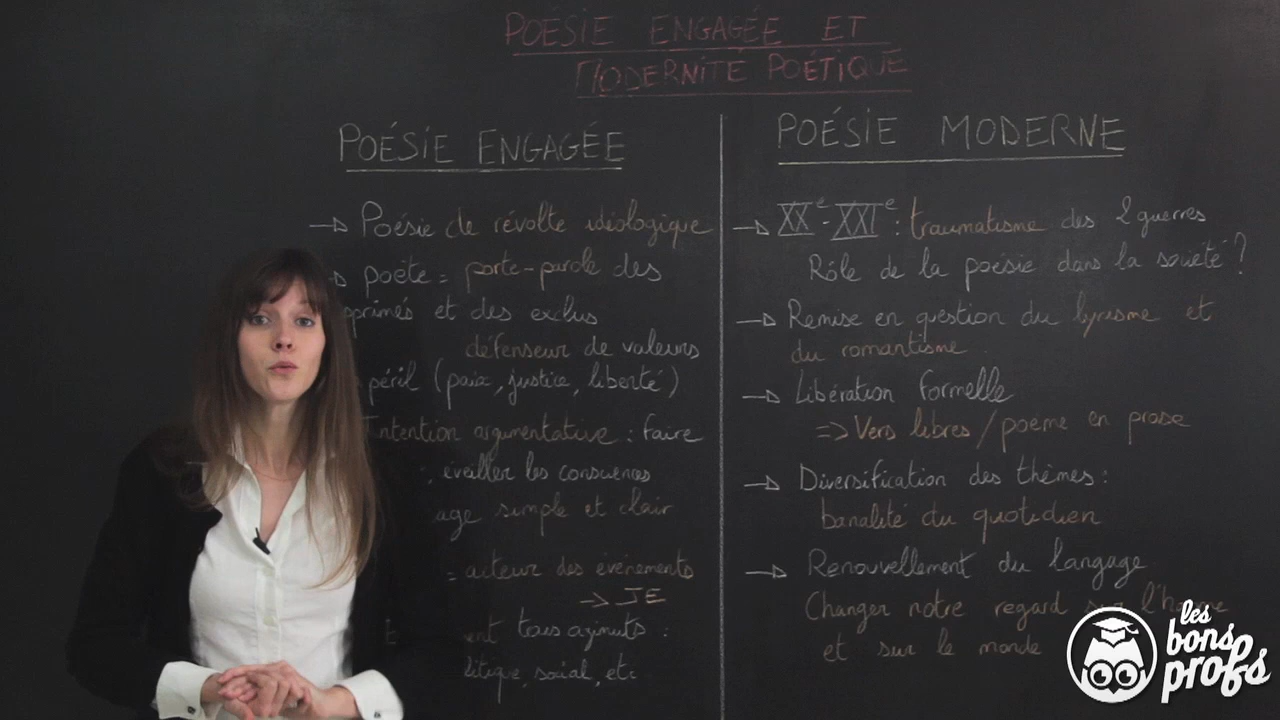 POÉSIE ENGAGÉE ET
MODERNITÉ POÉTIQUE
POÉSIE ENGAGÉE
→ Poésie de révolte idéologique
poète = porte-parole des
primés et des exclus
défenseur de valeurs
péril (paix, justice, liberté)
Intention argumentative : faire
: éveiller les consciences
age simple et clair
= acteur des événements
→ JE
ent tous azimuts :
litique, social, etc
POÉSIE MODERNE
→ XXe - XXIe : traumatisme des 2 guerres
Rôle de la poésie dans la société ?
→ Remise en question du lyrisme et
du romantisme
→ Libération formelle
=> Vers libres / poème en prose
→ Diversification des thèmes :
banalité du quotidien
→ Renouvellement du langage
Changer notre regard sur l'homme
et sur le monde
les bons profs